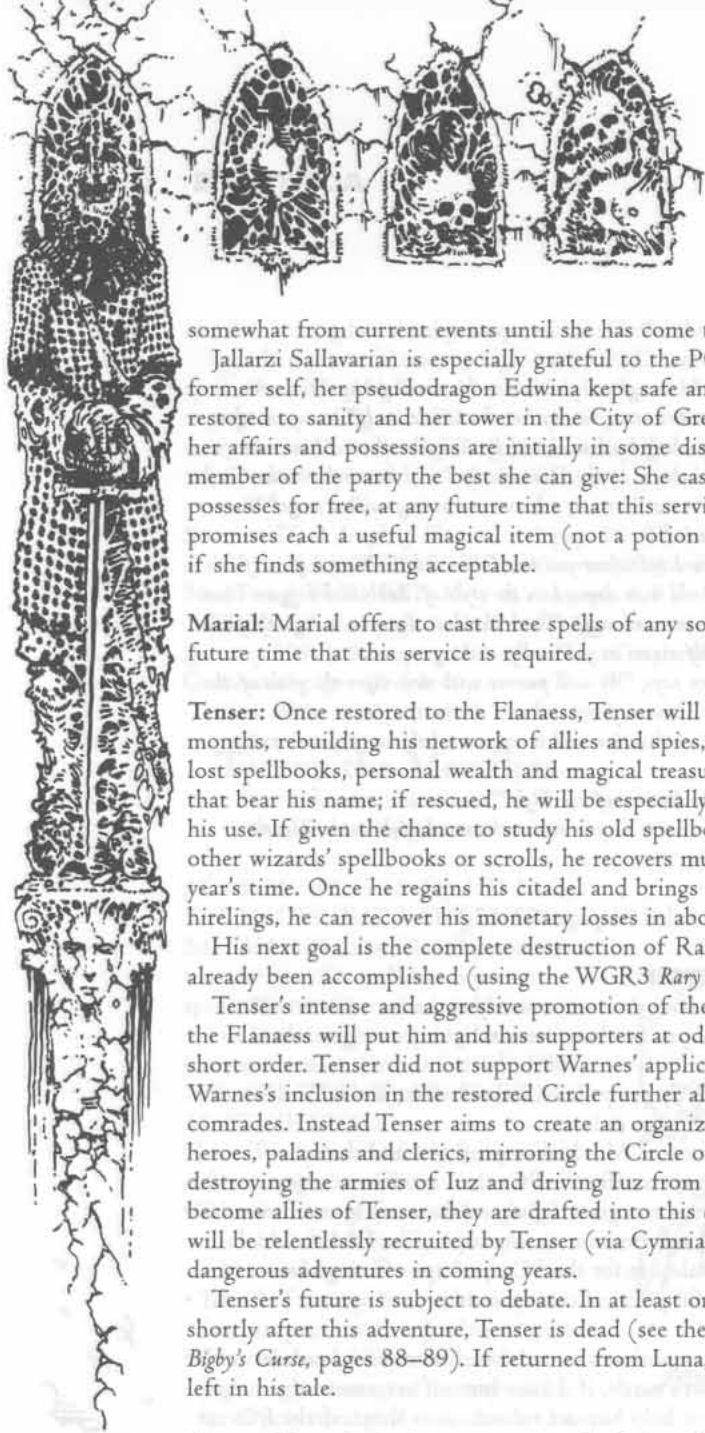 somewhat from current events until she has come t
Jallarzi Sallavarian is especially grateful to the P
former self, her pseudodragon Edwina kept safe an
restored to sanity and her tower in the City of Gre
her affairs and possessions are initially in some dis
member of the party the best she can give: She cas
possesses for free, at any future time that this servi
promises each a useful magical item (not a potion
if she finds something acceptable.
Marial: Marial offers to cast three spells of any so
future time that this service is required.
Tenser: Once restored to the Flanaess, Tenser will
months, rebuilding his network of allies and spies,
lost spellbooks, personal wealth and magical treasu
that bear his name; if rescued, he will be especially
his use. If given the chance to study his old spellbo
other wizards' spellbooks or scrolls, he recovers mu
year's time. Once he regains his citadel and brings
hirelings, he can recover his monetary losses in abo
His next goal is the complete destruction of Ra
already been accomplished (using the WGR3 Rary
Tenser's intense and aggressive promotion of the
the Flanaess will put him and his supporters at od
short order. Tenser did not support Warnes' applic
Warnes's inclusion in the restored Circle further al
comrades. Instead Tenser aims to create an organiz
heroes, paladins and clerics, mirroring the Circle o
destroying the armies of Iuz and driving Iuz from
become allies of Tenser, they are drafted into this
will be relentlessly recruited by Tenser (via Cymria
dangerous adventures in coming years.
Tenser's future is subject to debate. In at least or
shortly after this adventure, Tenser is dead (see the
Bigby's Curse, pages 88–89). If returned from Luna,
left in his tale.